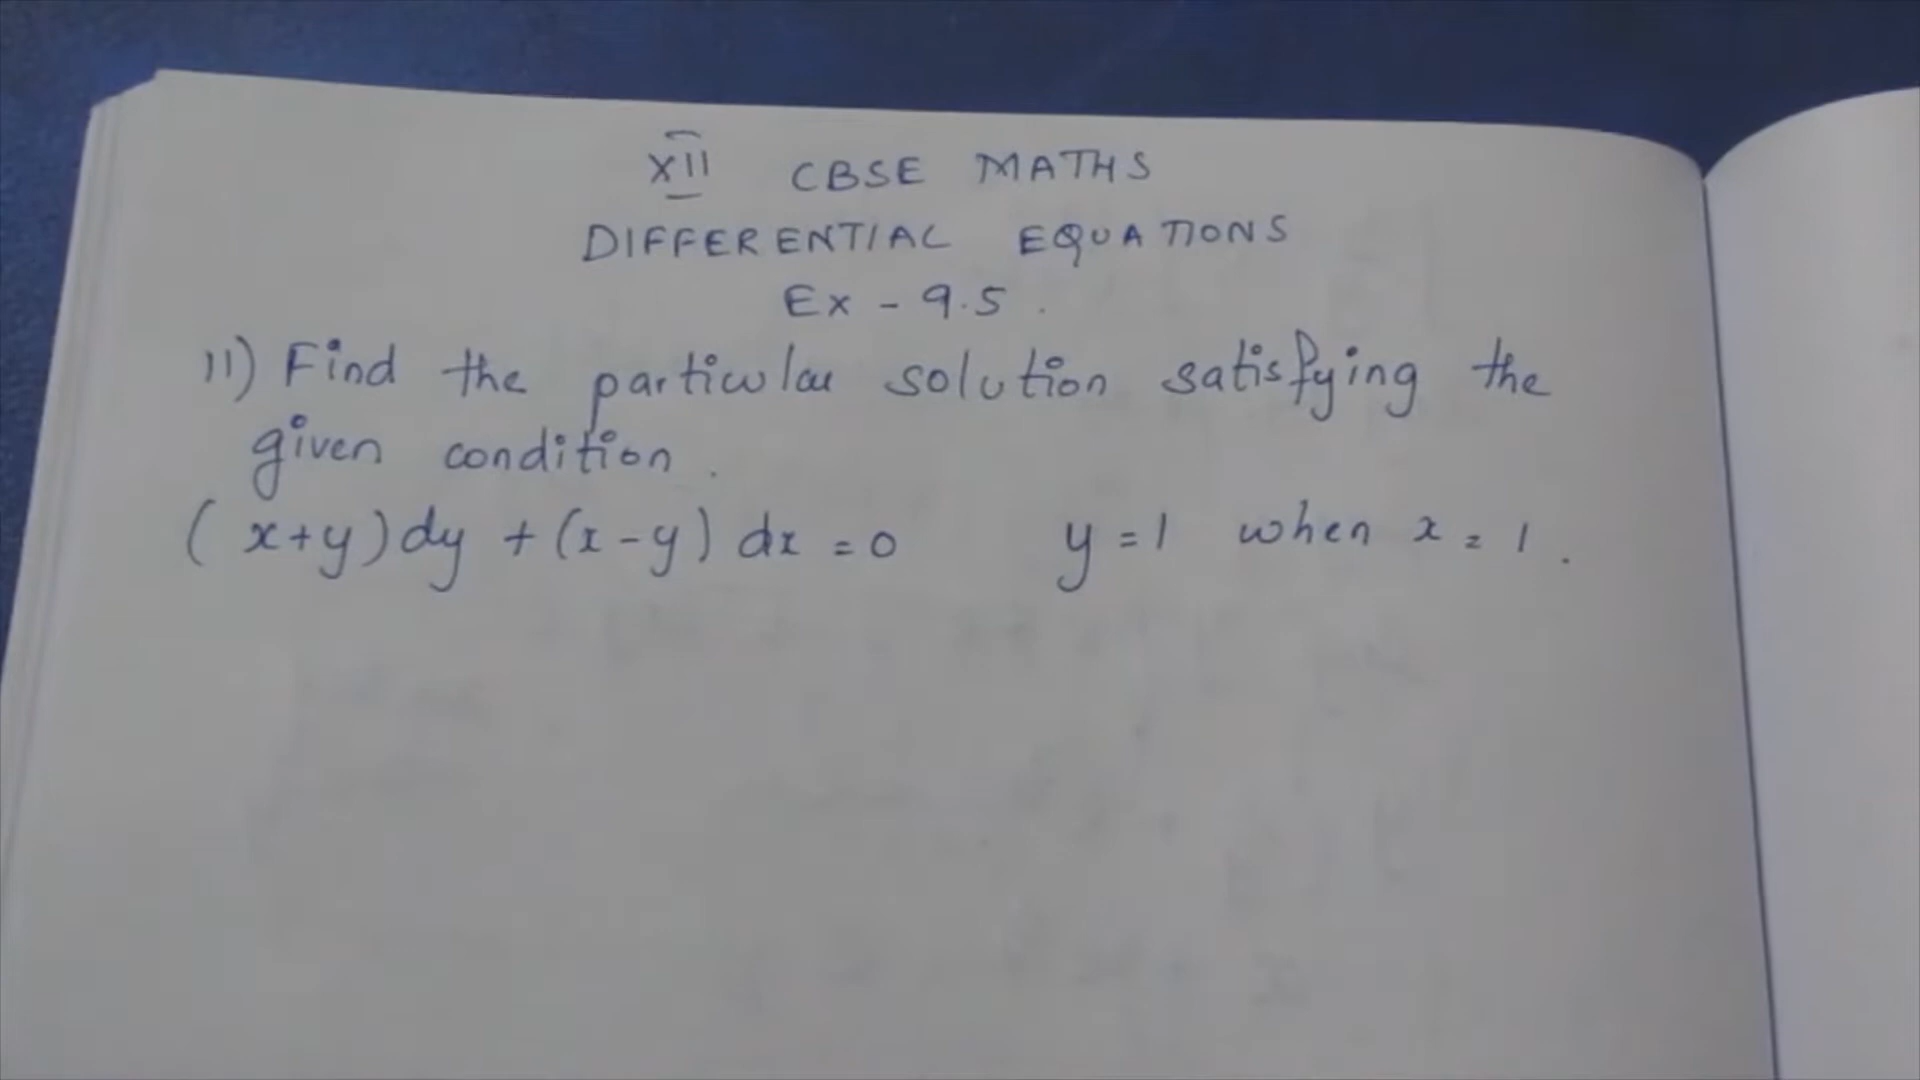 XII CBSE MATHS
DIFFERENTIAL EQUATIONS
Ex - 9.5.
11) Find the particular solution satisfying the
given condition.
(x+y)dy + (x-y) dx = 0 y = 1 when x = 1.